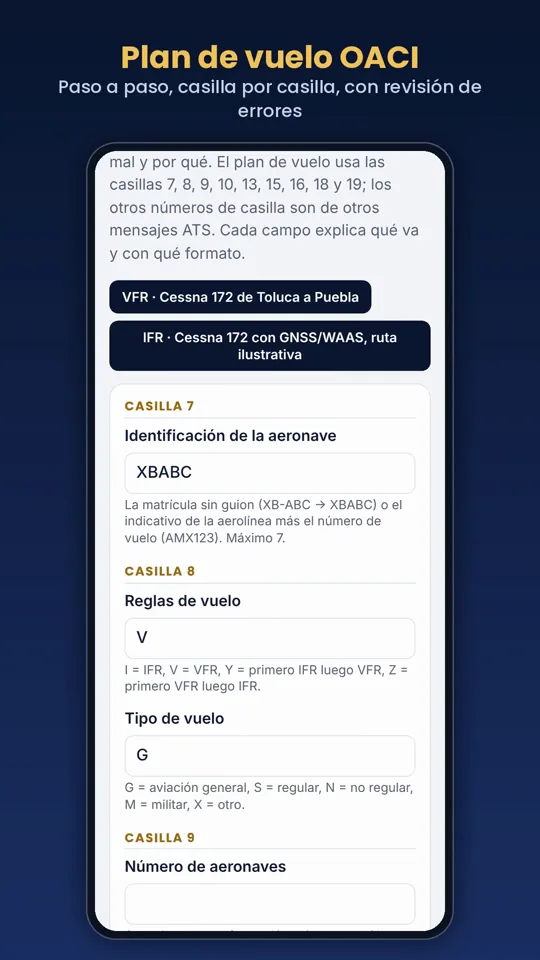 Plan de vuelo OACI
Paso a paso, casilla por casilla, con revisión de
errores
mal y por qué. El plan de vuelo usa las
casillas 7, 8, 9, 10, 13, 15, 16, 18 y 19; los
otros números de casilla son de otros
mensajes ATS. Cada campo explica qué va
y con qué formato.
VFR · Cessna 172 de Toluca a Puebla
IFR · Cessna 172 con GNSS/WAAS, ruta
ilustrativa
CASILLA 7
Identificación de la aeronave
XBABC
La matrícula sin guion (XB-ABC → XBABC) o el
indicativo de la aerolínea más el número de
vuelo (AMX123). Máximo 7.
CASILLA 8
Reglas de vuelo
V
I = IFR, V = VFR, Y = primero IFR luego VFR, Z =
primero VFR luego IFR.
Tipo de vuelo
G
G = aviación general, S = regular, N = no regular,
M = militar, X = otro.
CASILLA 9
Número de aeronaves